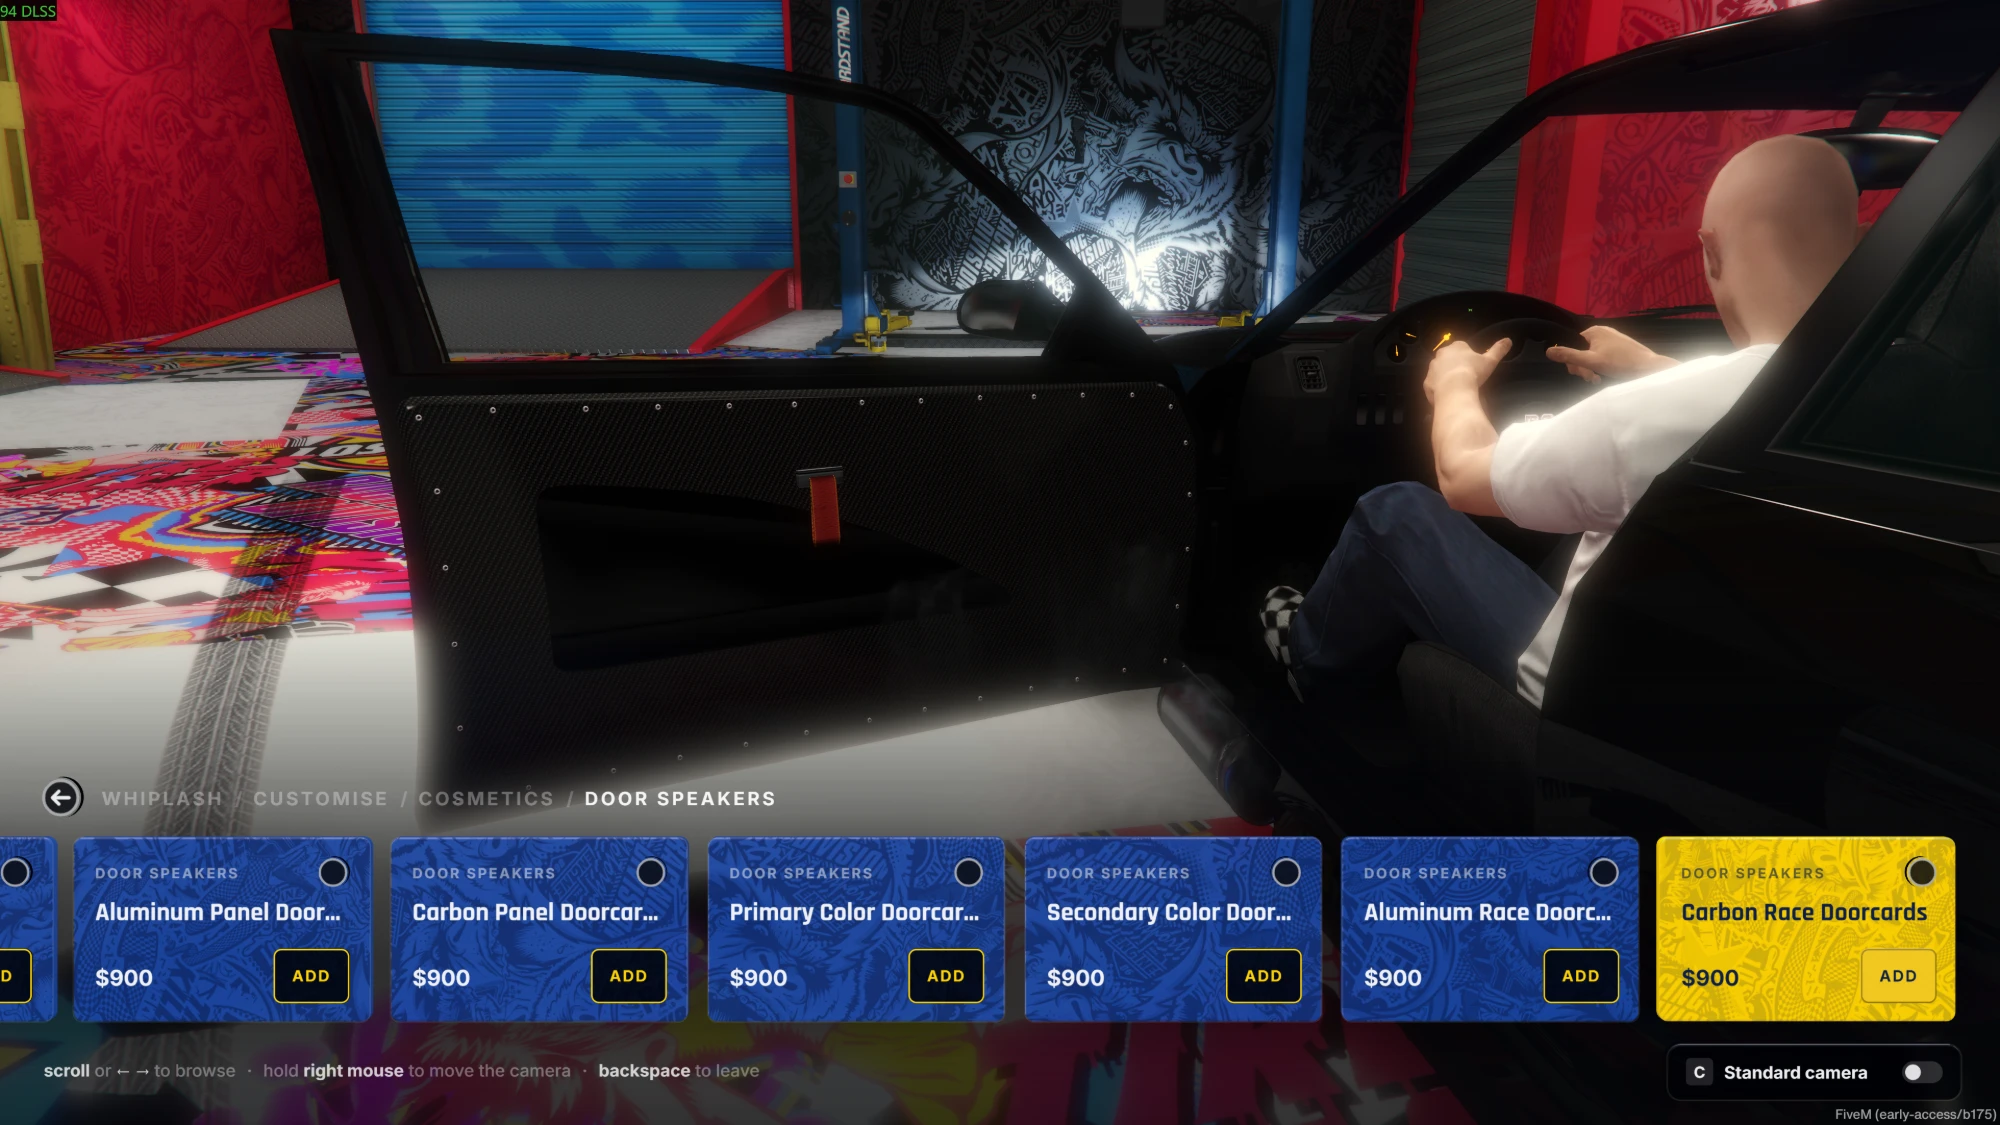 94 DLSS
RDSTAND
WHIPLASH / CUSTOMISE / COSMETICS / DOOR SPEAKERS
D
DOOR SPEAKERS
Aluminum Panel Door...
$900
ADD
DOOR SPEAKERS
Carbon Panel Doorcar...
$900
ADD
DOOR SPEAKERS
Primary Color Doorcar...
$900
ADD
DOOR SPEAKERS
Secondary Color Door...
$900
ADD
DOOR SPEAKERS
Aluminum Race Doorc...
$900
ADD
DOOR SPEAKERS
Carbon Race Doorcards
$900
ADD
scroll or ← → to browse · hold right mouse to move the camera · backspace to leave
C Standard camera
FiveM (early-access/b175)